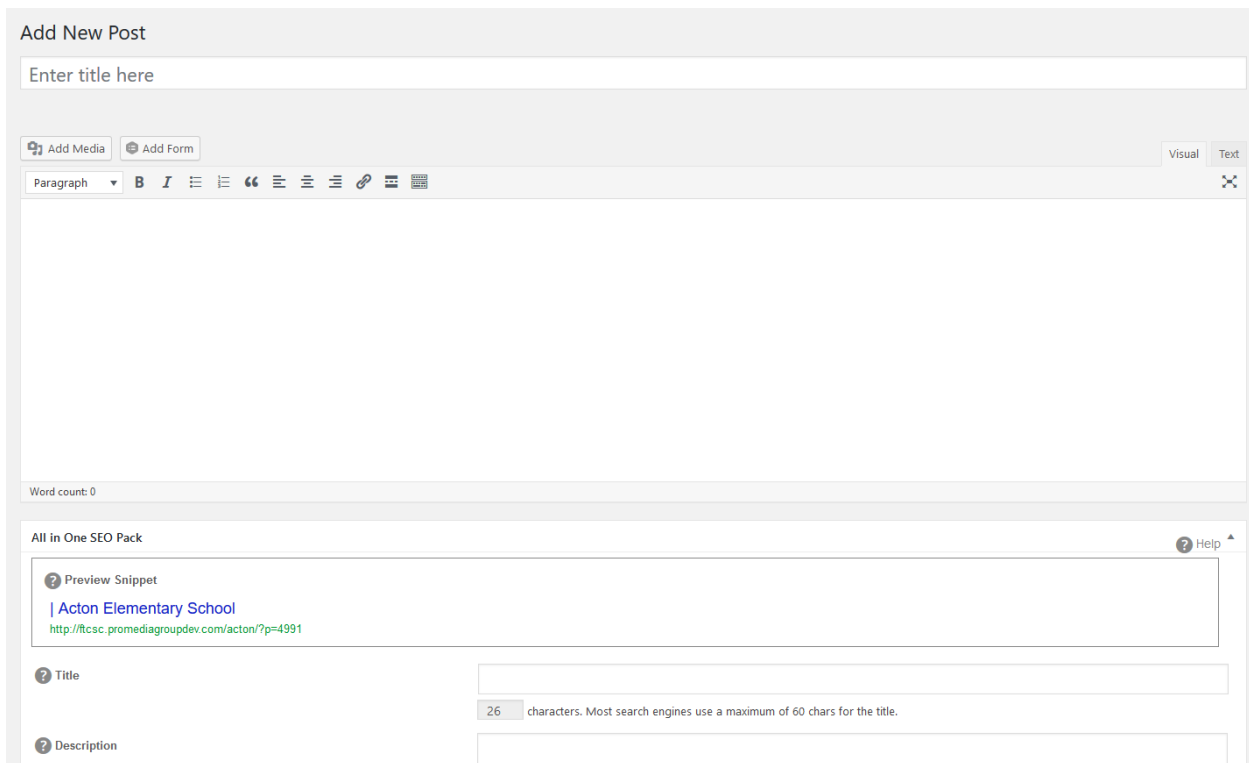 Add New Post
Enter title here
Add Media Add Form
Visual Text
Paragraph B I
Word count: 0
All in One SEO Pack
Help
Preview Snippet
| Acton Elementary School
http://ftcsc.promediagroupdev.com/acton/?p=4991
Title
26 characters. Most search engines use a maximum of 60 chars for the title.
Description